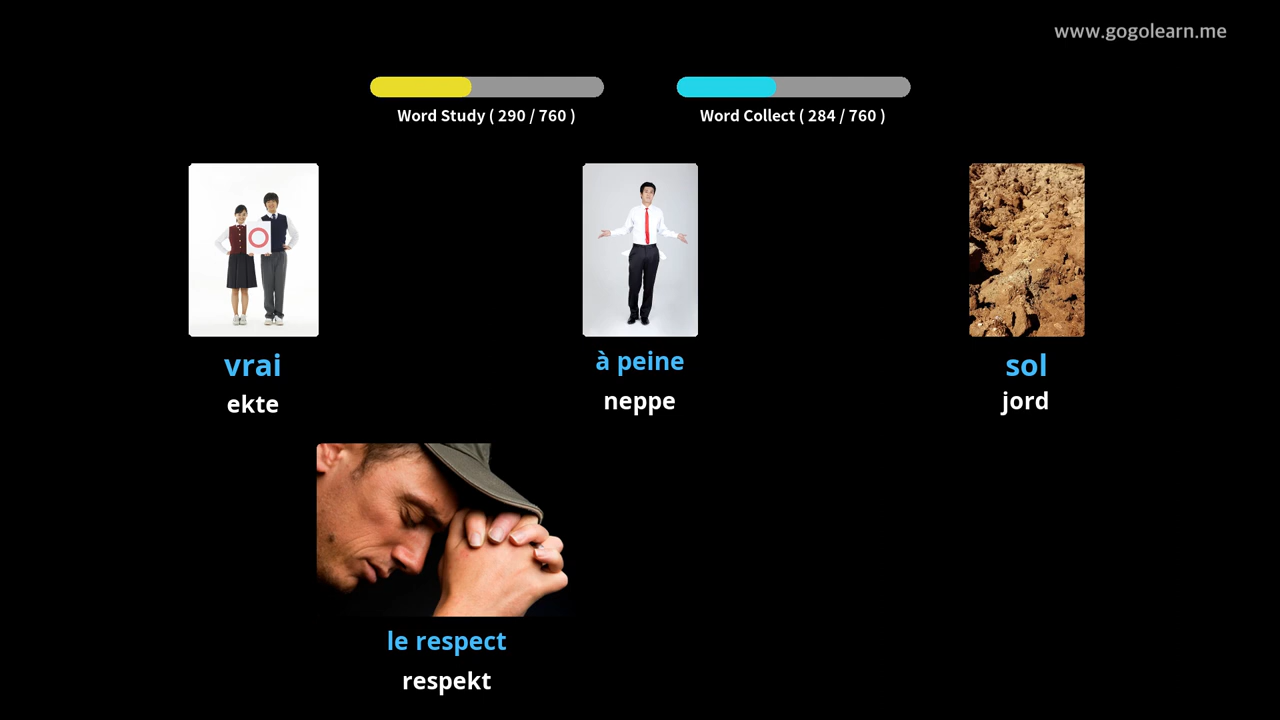 www.gogolearn.me
Word Study ( 290 / 760 )
Word Collect ( 284 / 760 )
vrai
ekte
à peine
neppe
sol
jord
le respect
respekt